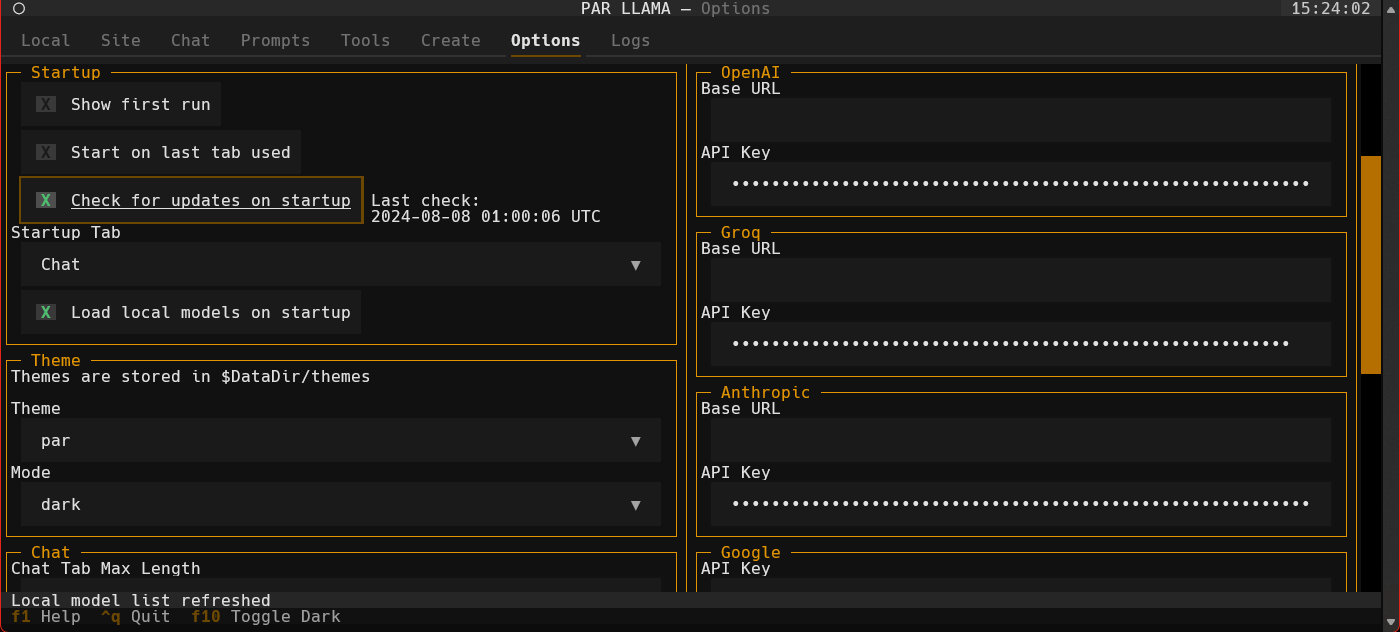 PAR LLAMA — Options
15:24:02
Local Site Chat Prompts Tools Create Options Logs
Startup
X Show first run
X Start on last tab used
X Check for updates on startup
Last check:
2024-08-08 01:00:06 UTC
Startup Tab
Chat ▼
X Load local models on startup
Theme
Themes are stored in $DataDir/themes
Theme
par ▼
Mode
dark ▼
Chat
Chat Tab Max Length
OpenAI
Base URL
API Key
Groq
Base URL
API Key
Anthropic
Base URL
API Key
Google
API Key
Local model list refreshed
f1 Help ^q Quit f10 Toggle Dark